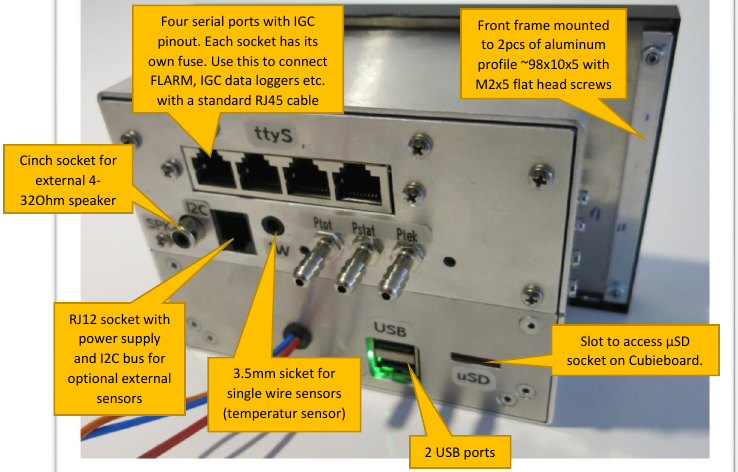 Four serial ports with IGC
pinout. Each socket has its
own fuse. Use this to connect
FLARM, IGC data loggers etc.
with a standard RJ45 cable
Front frame mounted
to 2pcs of aluminum
profile ~98x10x5 with
M2x5 flat head screws
ttyS
Cinch socket for
external 4-
32Ohm speaker
I2C
SPK
1W
Ptot
Pstat
Ptek
RJ12 socket with
power supply
and I2C bus for
optional external
sensors
3.5mm sicket for
single wire sensors
(temperatur sensor)
USB
uSD
Slot to access µSD
socket on Cubieboard.
2 USB ports